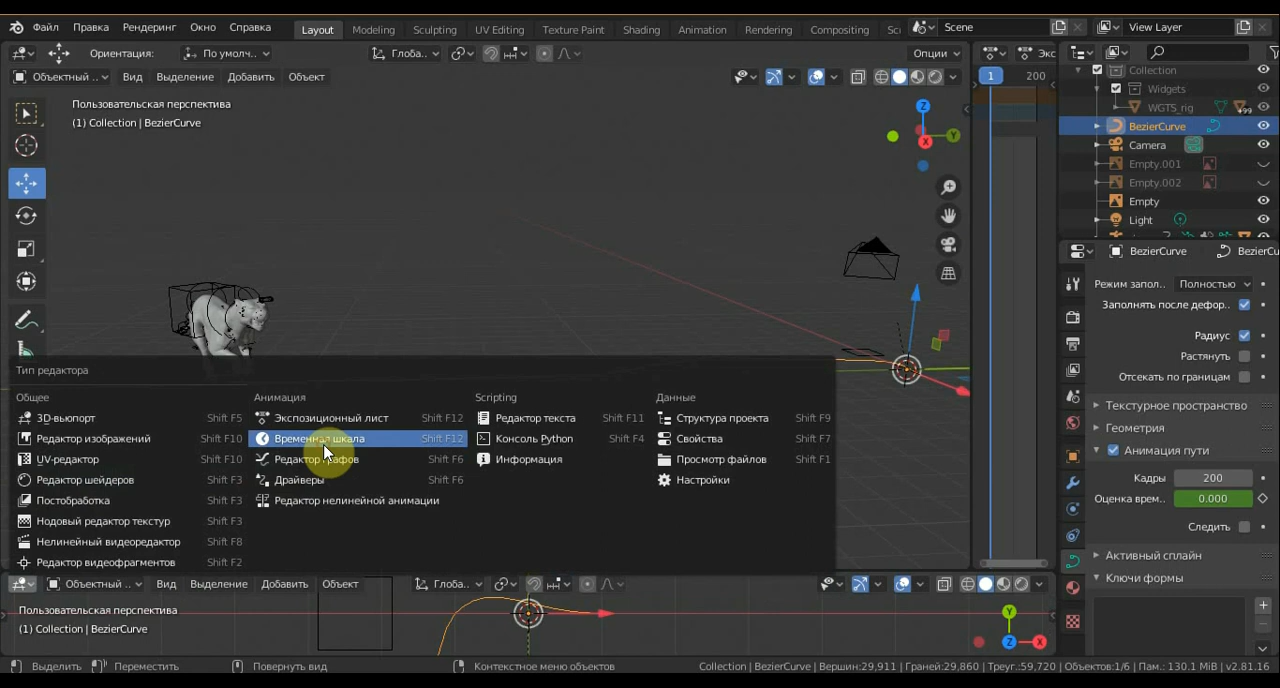 Файл Правка Рендеринг Окно Справка Layout Modeling Sculpting UV Editing Texture Paint Shading Animation Rendering Compositing Scene View Layer
Ориентация: По умолч.. Глоба.. Опции Экс
Объектный .. Вид Выделение Добавить Объект 1 200
Пользовательская перспектива
(1) Collection | BezierCurve
Z
Y
X
Collection
Widgets
WGTS_rig 99
BezierCurve
Camera
Empty.001
Empty.002
Empty
Light
BezierCurve BezierCu
Режим запол.. Полностью
Заполнять после дефор..
Радиус
Растянуть
Отсекать по границам
Текстурное пространство
Геометрия
Анимация пути
Кадры 200
Оценка врем.. 0.000
Следить
Активный сплайн
Ключи формы
Тип редактора
Общее
3D-вьюпорт Shift F5
Редактор изображений Shift F10
UV-редактор Shift F10
Редактор шейдеров Shift F3
Постобработка Shift F3
Нодовый редактор текстур Shift F3
Нелинейный видеоредактор Shift F8
Редактор видеофрагментов Shift F2
Анимация
Экспозиционный лист Shift F12
Временная шкала Shift F12
Редактор графов Shift F6
Драйверы Shift F6
Редактор нелинейной анимации
Scripting
Редактор текста Shift F11
Консоль Python Shift F4
Информация
Данные
Структура проекта Shift F9
Свойства Shift F7
Просмотр файлов Shift F1
Настройки
Объектный .. Вид Выделение Добавить Объект Глоба..
Пользовательская перспектива
(1) Collection | BezierCurve
Y
Z
X
Выделить Переместить Повернуть вид Контекстное меню объектов Collection | BezierCurve | Вершин:29,911 | Граней:29,860 | Треуг.:59,720 | Объектов:1/6 | Пам.: 130.1 MiB | v2.81.16